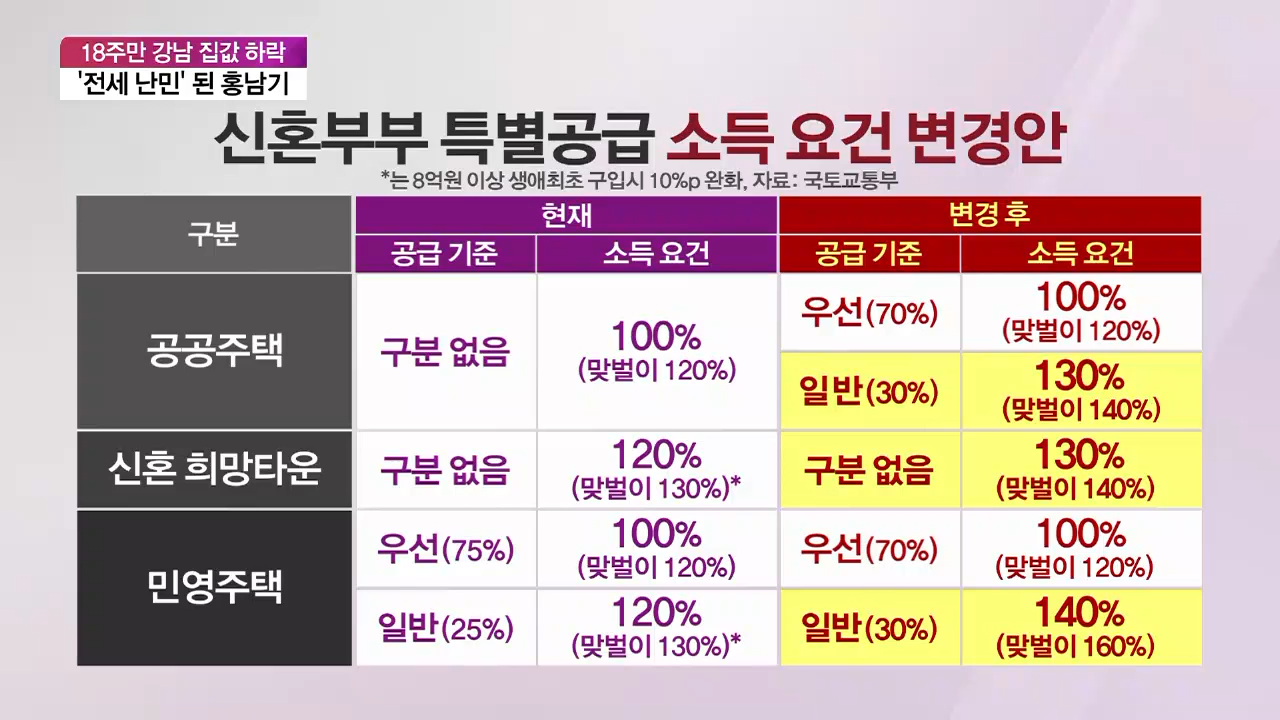 18주만 강남 집값 하락
'전세 난민' 된 홍남기
신혼부부 특별공급 소득 요건 변경안
*는 8억원 이상 생애최초 구입시 10%p 완화, 자료: 국토교통부
구분
현재
변경 후
공급 기준
소득 요건
공급 기준
소득 요건
공공주택
구분 없음
100%
(맞벌이 120%)
우선(70%)
100%
(맞벌이 120%)
일반(30%)
130%
(맞벌이 140%)
신혼 희망타운
구분 없음
120%
(맞벌이 130%)*
구분 없음
130%
(맞벌이 140%)
민영주택
우선(75%)
100%
(맞벌이 120%)
우선(70%)
100%
(맞벌이 120%)
일반(25%)
120%
(맞벌이 130%)*
일반(30%)
140%
(맞벌이 160%)